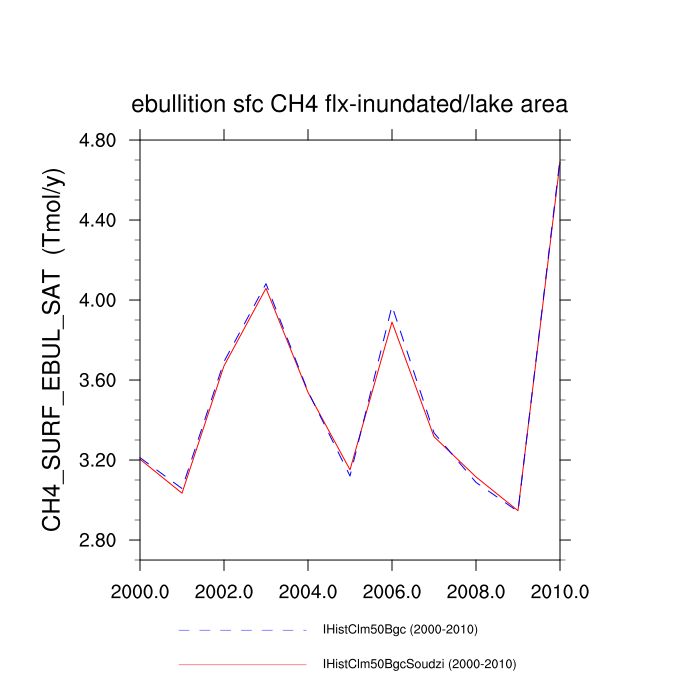 ebullition sfc CH4 flx-inundated/lake area
CH4_SURF_EBUL_SAT (Tmol/y)
4.80
4.40
4.00
3.60
3.20
2.80
2000.0 2002.0 2004.0 2006.0 2008.0 2010.0
IHistClm50Bgc (2000-2010)
IHistClm50BgcSoudzi (2000-2010)